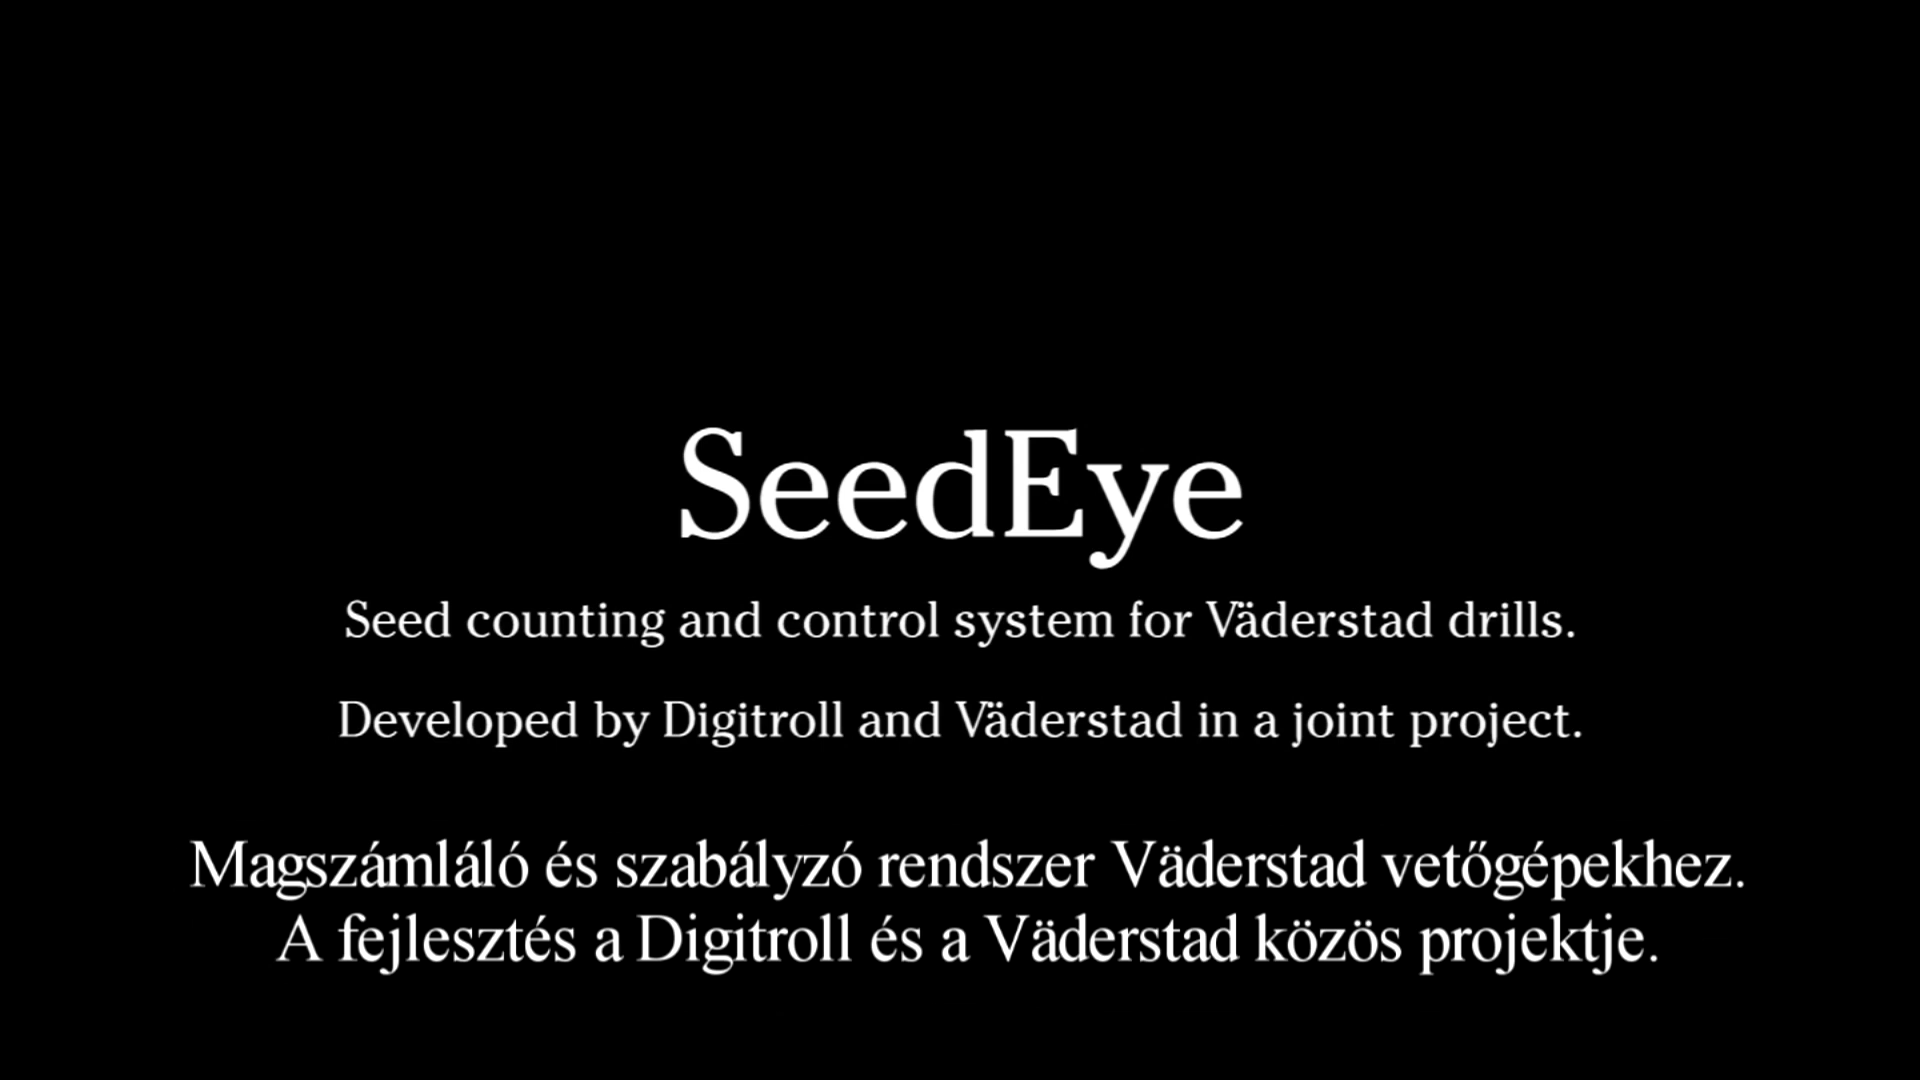 SeedEye
Seed counting and control system for Väderstad drills.
Developed by Digitroll and Väderstad in a joint project.
Magszámláló és szabályzó rendszer Väderstad vetőgépekhez.
A fejlesztés a Digitroll és a Väderstad közös projektje.